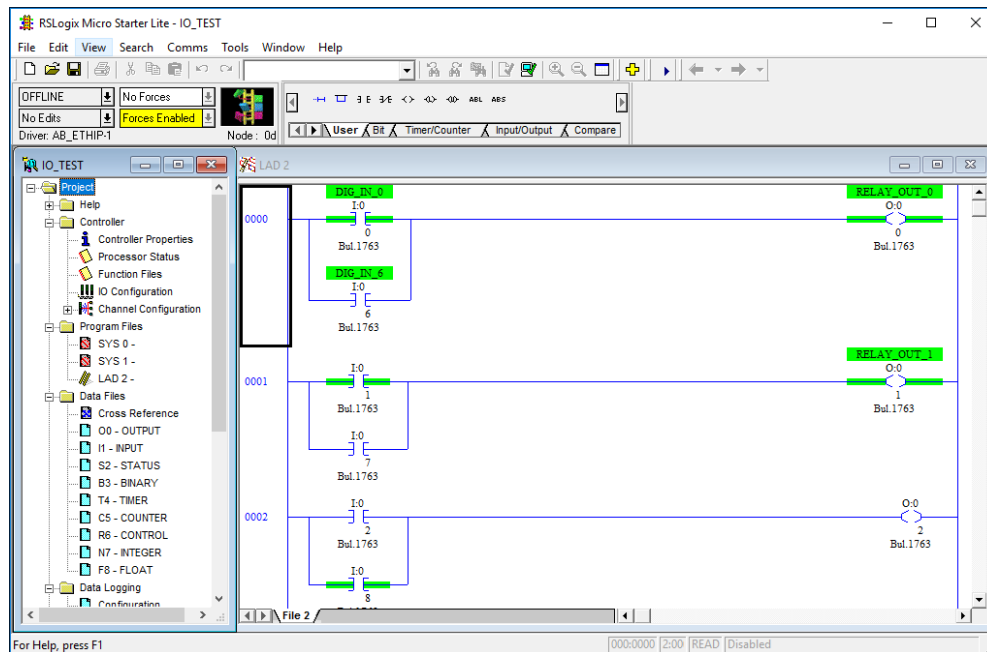 RSLogix Micro Starter Lite - IO_TEST
File Edit View Search Comms Tools Window Help
OFFLINE No Forces
No Edits Forces Enabled
Driver: AB_ETHIP-1 Node : 0d
ABL ABS
User Bit Timer/Counter Input/Output Compare
IO_TEST
Project
Help
Controller
Controller Properties
Processor Status
Function Files
IO Configuration
Channel Configuration
Program Files
SYS 0 -
SYS 1 -
LAD 2 -
Data Files
Cross Reference
O0 - OUTPUT
I1 - INPUT
S2 - STATUS
B3 - BINARY
T4 - TIMER
C5 - COUNTER
R6 - CONTROL
N7 - INTEGER
F8 - FLOAT
Data Logging
Configuration
LAD 2
DIG_IN_0 RELAY_OUT_0
I:0 O:0
0000
0 0
Bul.1763 Bul.1763
DIG_IN_6
I:0
6
Bul.1763
RELAY_OUT_1
I:0 O:0
0001
1 1
Bul.1763 Bul.1763
I:0
7
Bul.1763
I:0 O:0
0002
2 2
Bul.1763 Bul.1763
I:0
8
File 2
For Help, press F1
000:0000 2:00 READ Disabled